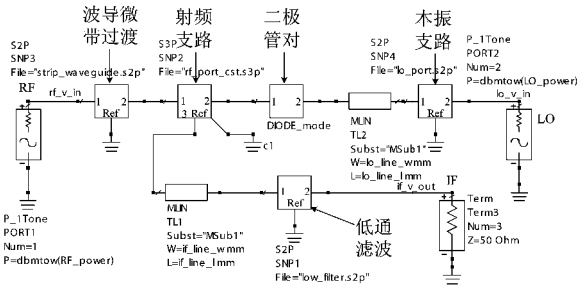 波导微
带过渡
射频
支路
二极
管对
木振
支路
S2P
SNP3
File="strip_waveguide.s2p"
S3P
SNP2
File="rf_port_cst.s3p"
S2P
SNP4
File="lo_port.s2p"
P_1Tone
PORT2
Num=2
P=dbmtow(LO_power)
RF
rf_v_in
lo_v_in
1
2
Ref
1
2
3
Ref
1
2
DIODE_mode
1
2
Ref
LO
c1
MLIN
TL2
Subst="MSub1"
W=lo_line_wmm
L=lo_line_lmm
if_v_out
IF
P_1Tone
PORT1
Num=1
P=dbmtow(RF_power)
MLIN
TL1
Subst="MSub1"
W=if_line_wmm
L=if_line_lmm
1
2
Ref
S2P
SNP1
File="low_filter.s2p"
低通
滤波
Term
Term3
Num=3
Z=50 Ohm